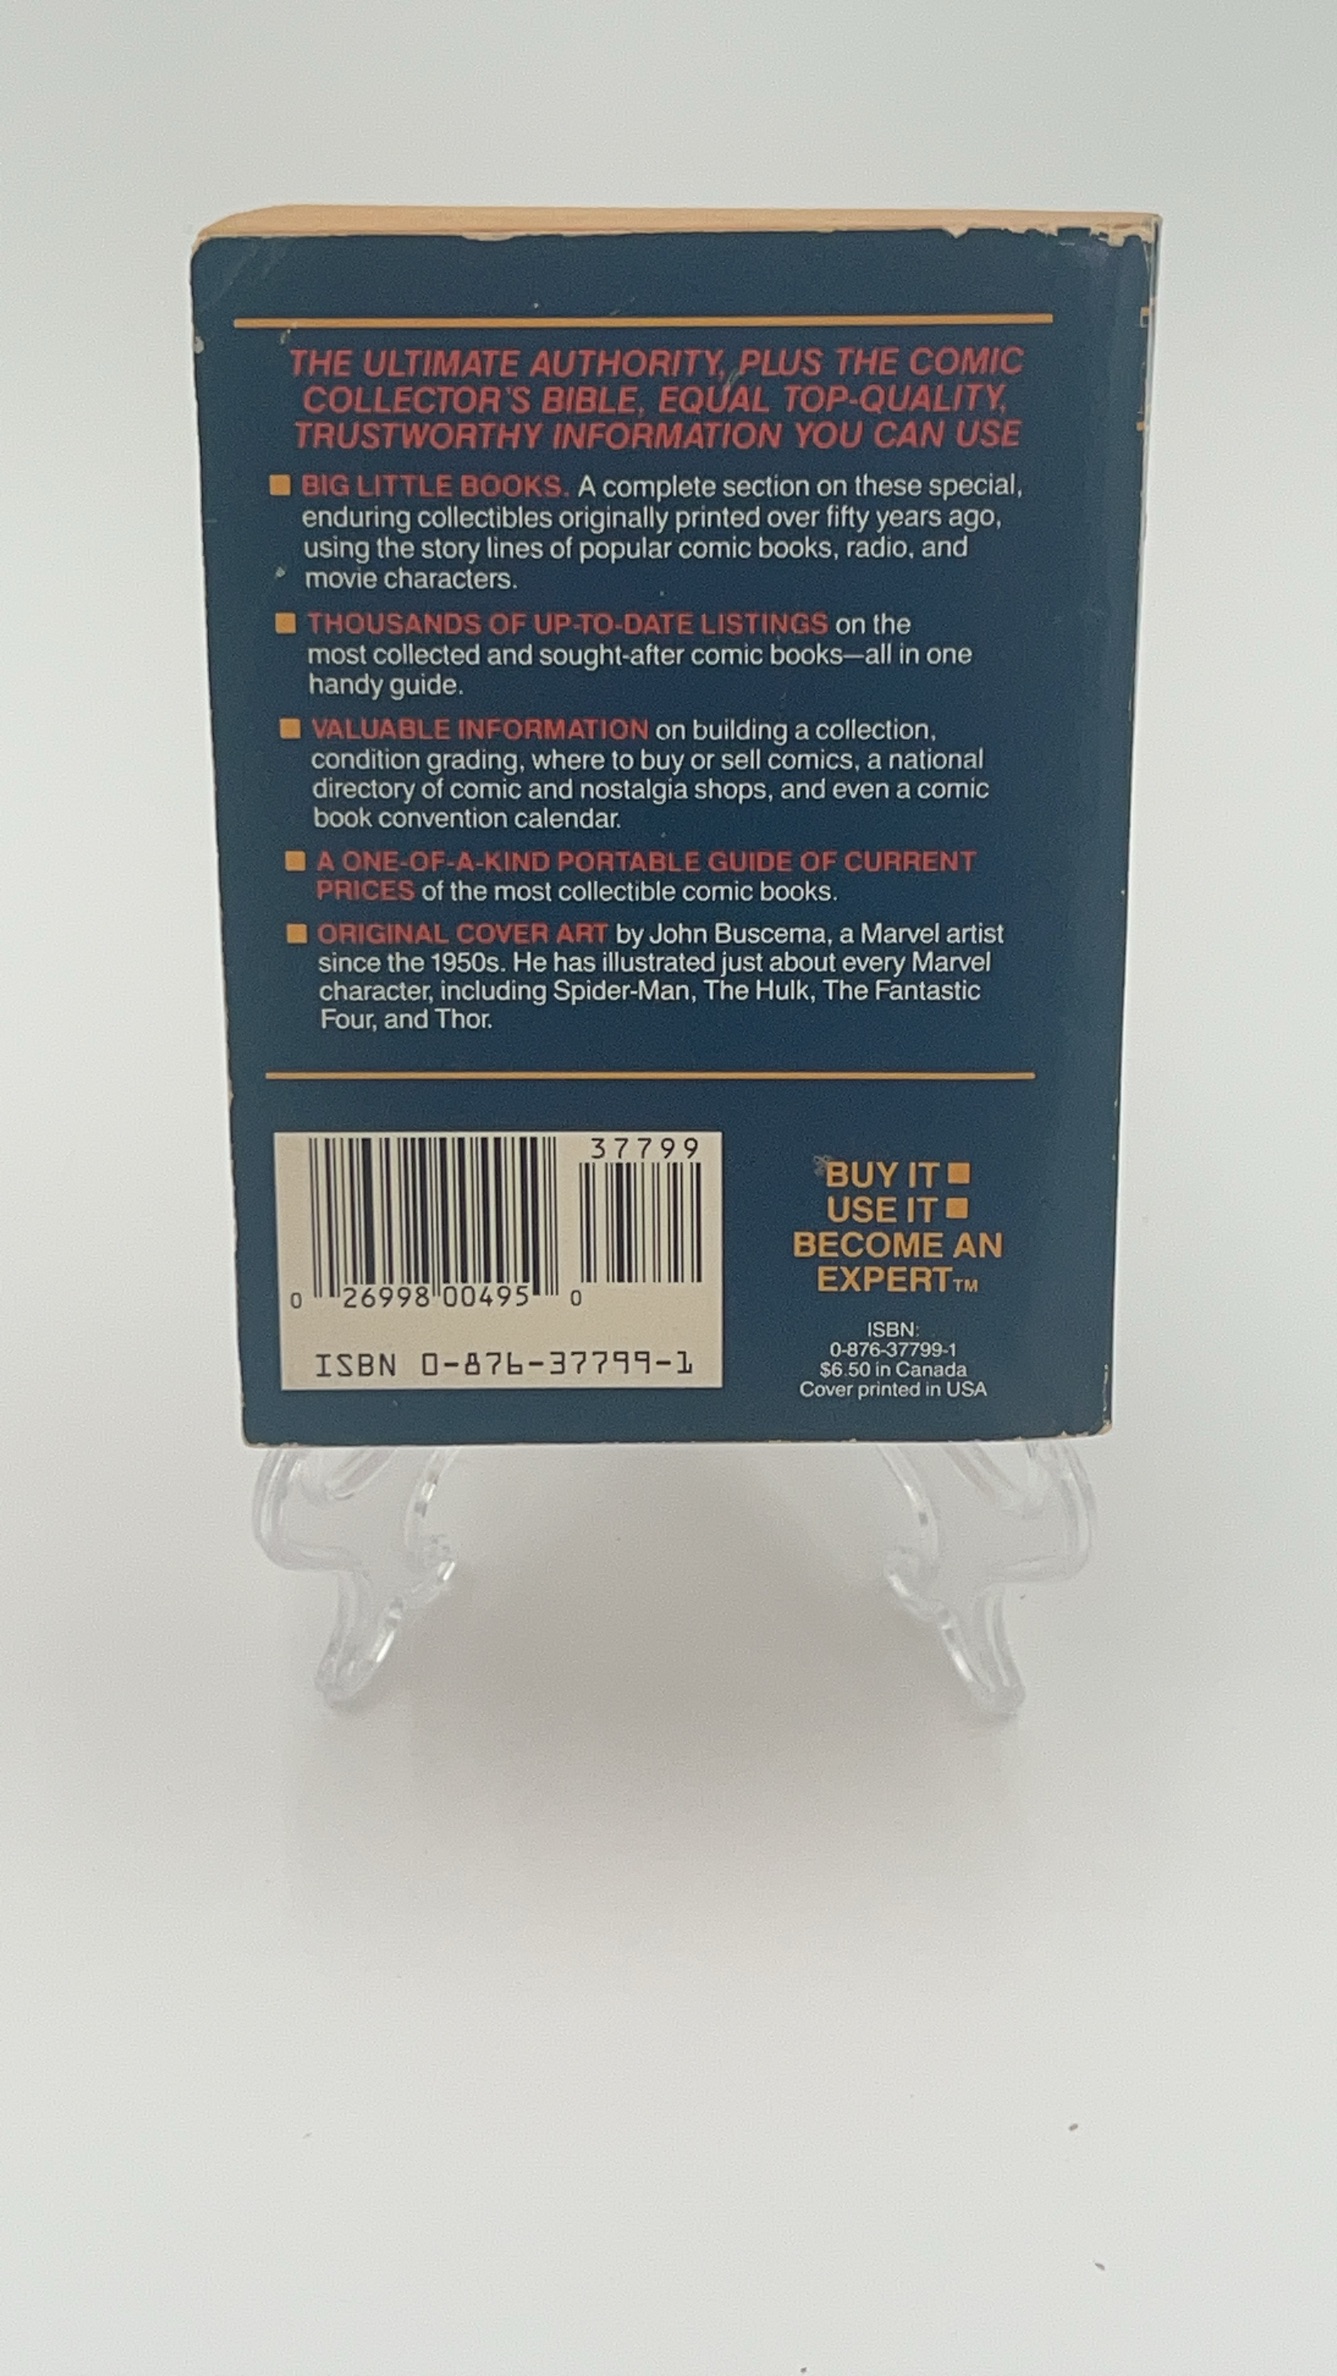 THE ULTIMATE AUTHORITY, PLUS THE COMIC
COLLECTOR'S BIBLE, EQUAL TOP-QUALITY,
TRUSTWORTHY INFORMATION YOU CAN USE
■ BIG LITTLE BOOKS. A complete section on these special,
enduring collectibles originally printed over fifty years ago,
using the story lines of popular comic books, radio, and
movie characters.
■ THOUSANDS OF UP-TO-DATE LISTINGS on the
most collected and sought-after comic books—all in one
handy guide.
■ VALUABLE INFORMATION on building a collection,
condition grading, where to buy or sell comics, a national
directory of comic and nostalgia shops, and even a comic
book convention calendar.
■ A ONE-OF-A-KIND PORTABLE GUIDE OF CURRENT
PRICES of the most collectible comic books.
■ ORIGINAL COVER ART by John Buscema, a Marvel artist
since the 1950s. He has illustrated just about every Marvel
character, including Spider-Man, The Hulk, The Fantastic
Four, and Thor.
37799
0 26998 00495 0
ISBN 0-876-37799-1
BUY IT ■
USE IT ■
BECOME AN
EXPERT™
ISBN:
0-876-37799-1
$6.50 in Canada
Cover printed in USA